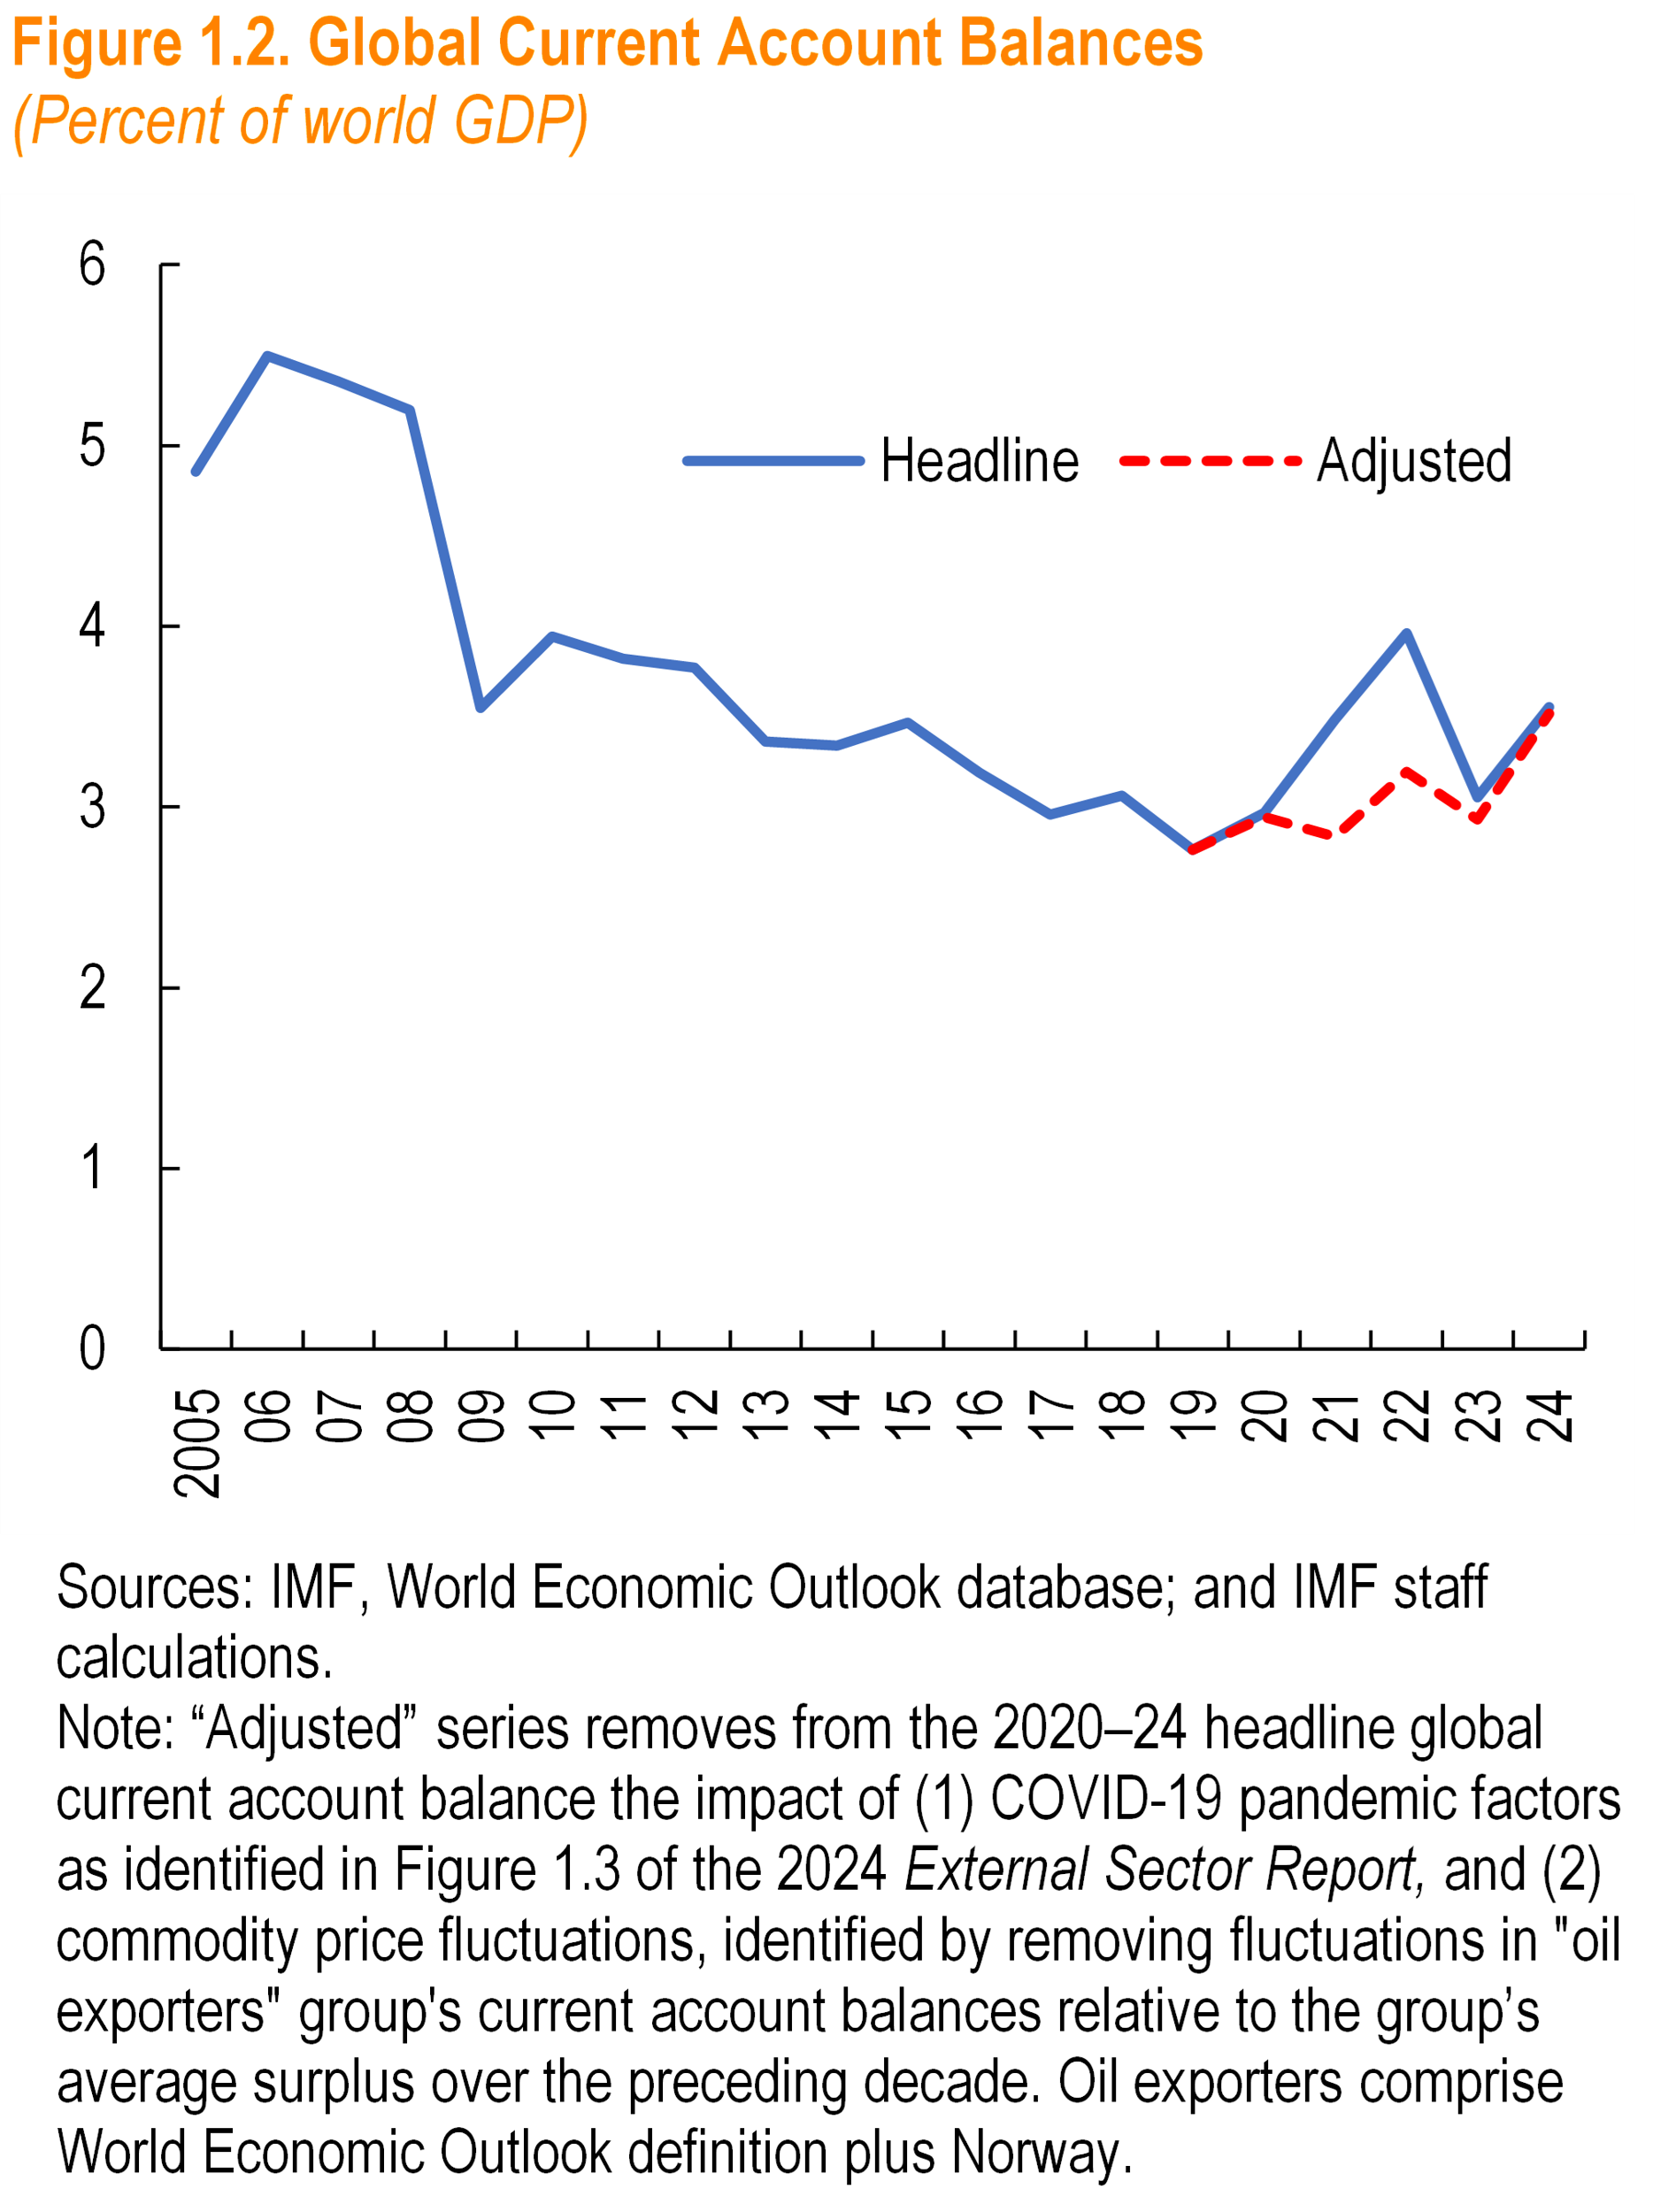 Figure 1.2. Global Current Account Balances
(Percent of world GDP)
6
5
4
3
2
1
0
Headline
Adjusted
2005
06
07
08
09
10
11
12
13
14
15
16
17
18
19
20
21
22
23
24
Sources: IMF, World Economic Outlook database; and IMF staff
calculations.
Note: “Adjusted” series removes from the 2020–24 headline global
current account balance the impact of (1) COVID-19 pandemic factors
as identified in Figure 1.3 of the 2024 External Sector Report, and (2)
commodity price fluctuations, identified by removing fluctuations in "oil
exporters" group's current account balances relative to the group’s
average surplus over the preceding decade. Oil exporters comprise
World Economic Outlook definition plus Norway.